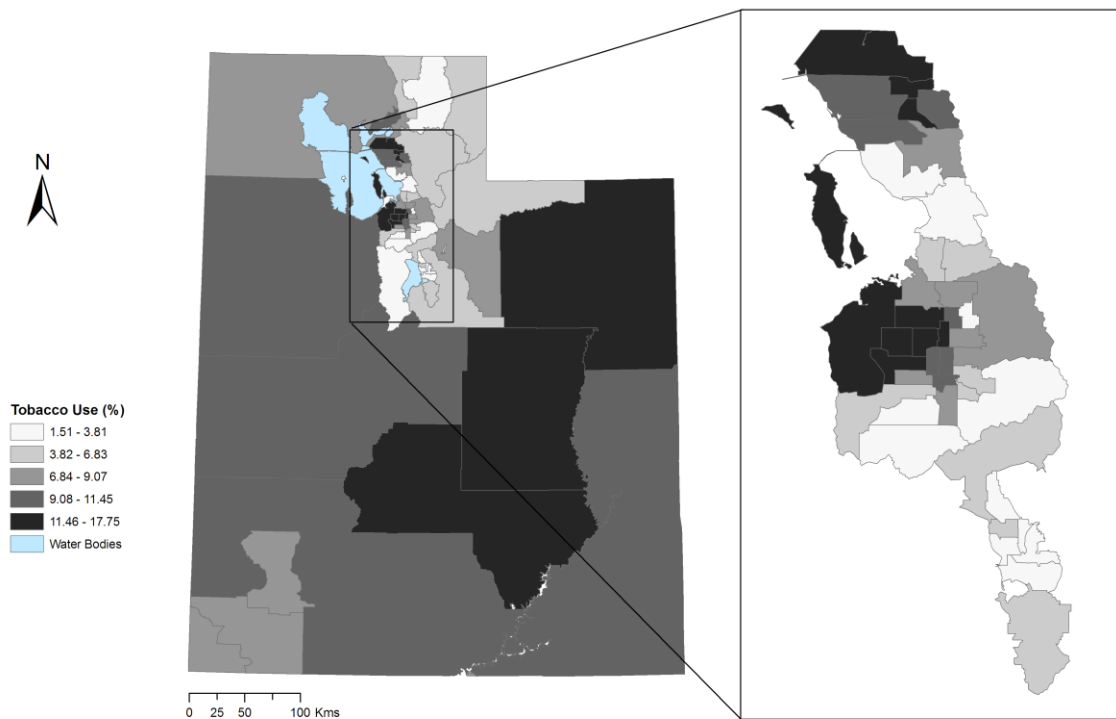 N
Tobacco Use (%)
1.51 - 3.81
3.82 - 6.83
6.84 - 9.07
9.08 - 11.45
11.46 - 17.75
Water Bodies
0 25 50 100 Kms